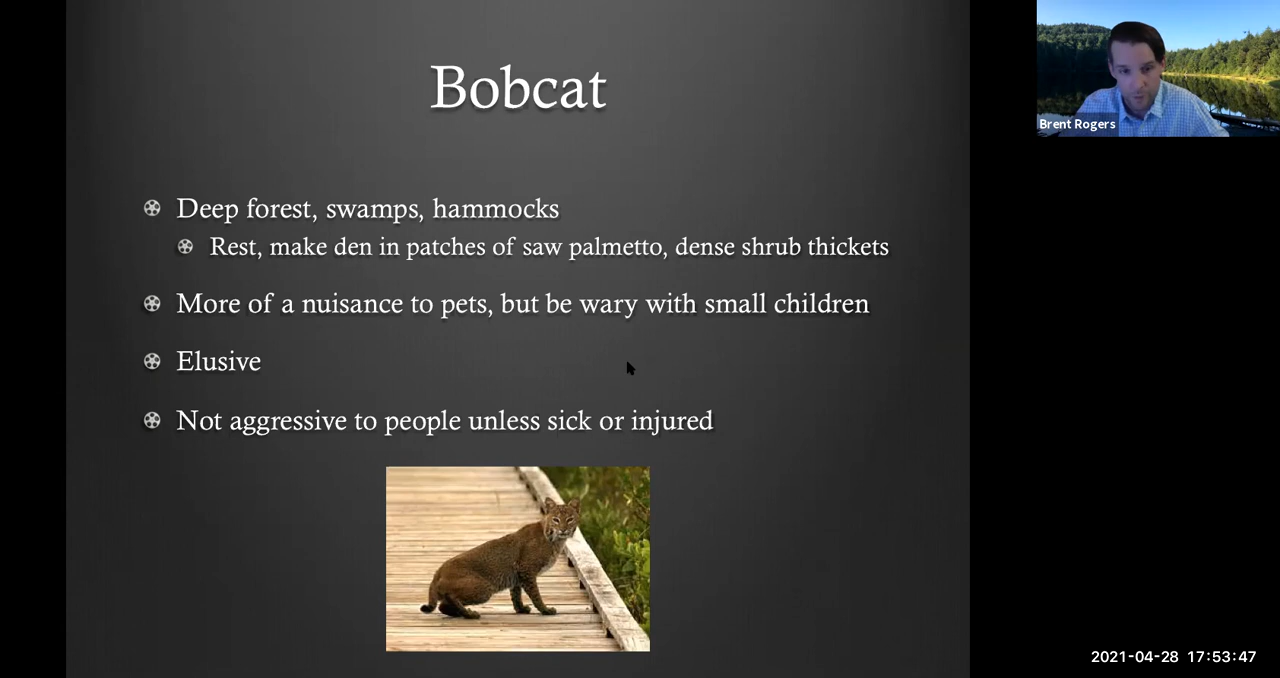 Bobcat
Deep forest, swamps, hammocks
Rest, make den in patches of saw palmetto, dense shrub thickets
More of a nuisance to pets, but be wary with small children
Elusive
Not aggressive to people unless sick or injured
Brent Rogers
2021-04-28 17:53:47